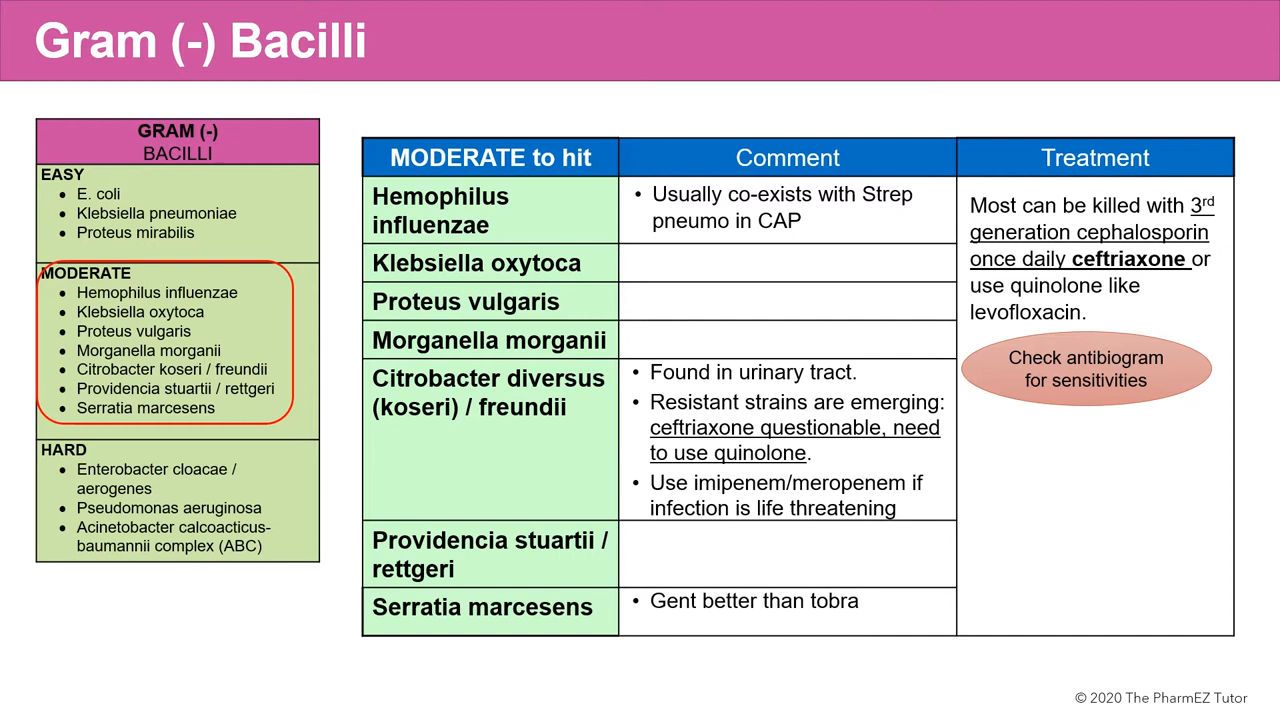 Gram (-) Bacilli
GRAM (-)
BACILLI
EASY
• E. coli
• Klebsiella pneumoniae
• Proteus mirabilis
MODERATE
• Hemophilus influenzae
• Klebsiella oxytoca
• Proteus vulgaris
• Morganella morganii
• Citrobacter koseri / freundii
• Providencia stuartii / rettgeri
• Serratia marcesens
HARD
• Enterobacter cloacae /
aerogenes
• Pseudomonas aeruginosa
• Acinetobacter calcoacticus-
baumannii complex (ABC)
MODERATE to hit
Comment
Treatment
Hemophilus
influenzae
• Usually co-exists with Strep
pneumo in CAP
Klebsiella oxytoca
Proteus vulgaris
Morganella morganii
Citrobacter diversus
(koseri) / freundii
• Found in urinary tract.
• Resistant strains are emerging:
ceftriaxone questionable, need
to use quinolone.
• Use imipenem/meropenem if
infection is life threatening
Providencia stuartii /
rettgeri
Serratia marcesens
• Gent better than tobra
Most can be killed with 3rd
generation cephalosporin
once daily ceftriaxone or
use quinolone like
levofloxacin.
Check antibiogram
for sensitivities
© 2020 The PharmEZ Tutor